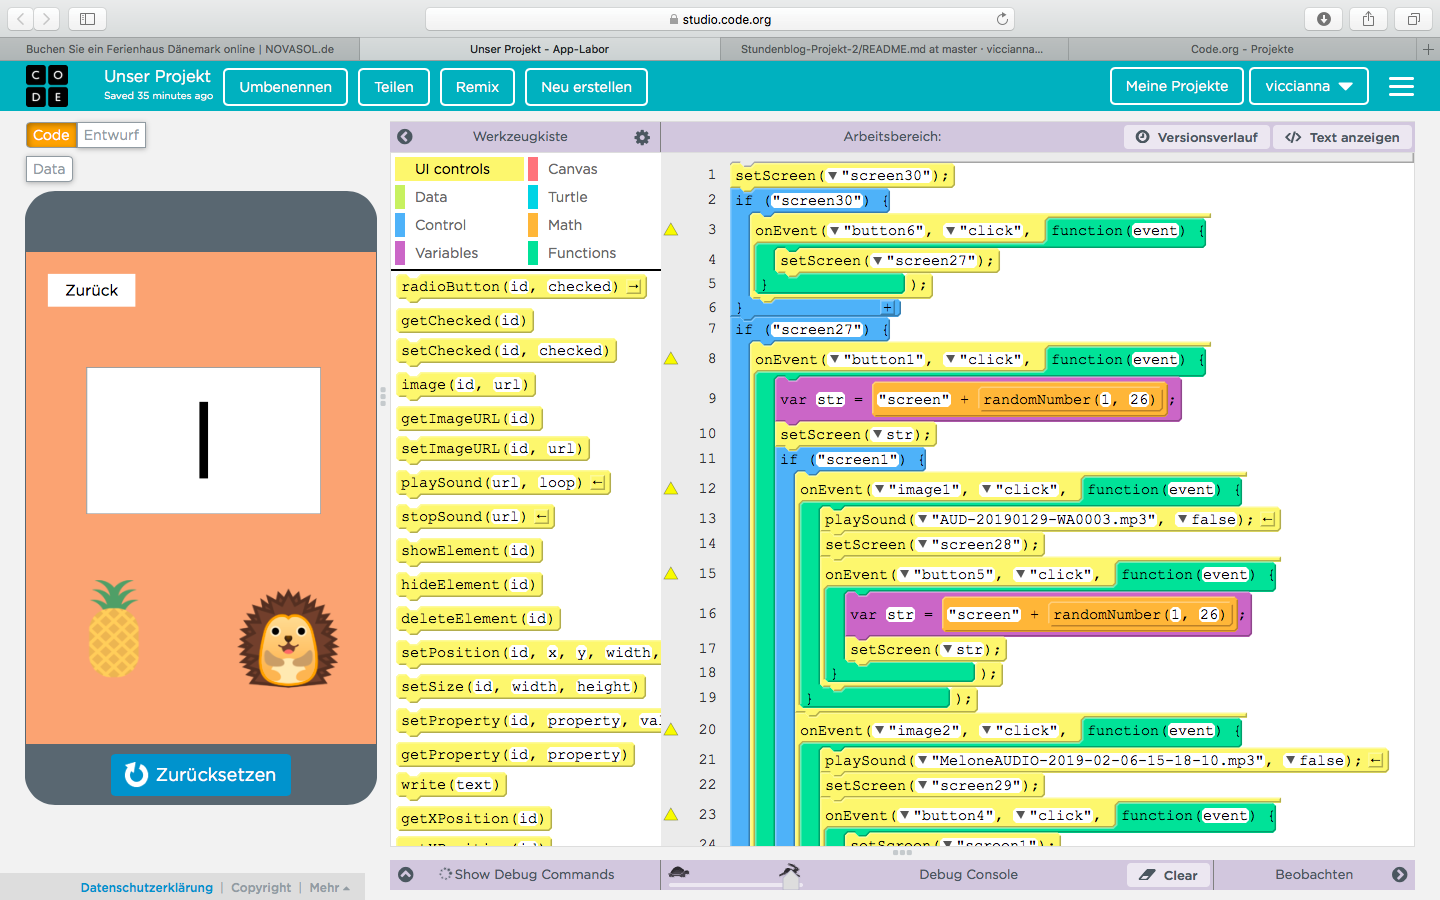 studio.code.org
Buchen Sie ein Ferienhaus Dänemark online | NOVASOL.de
Unser Projekt - App-Labor
Stundenblog-Projekt-2/README.md at master · viccianna...
Code.org - Projekte
C O
D E
Unser Projekt
Saved 35 minutes ago
Umbenennen
Teilen
Remix
Neu erstellen
Meine Projekte
viccianna
Code
Entwurf
Data
Zurück
I
Zurücksetzen
Werkzeugkiste
UI controls
Canvas
Data
Turtle
Control
Math
Variables
Functions
radioButton(id, checked)
getChecked(id)
setChecked(id, checked)
image(id, url)
getImageURL(id)
setImageURL(id, url)
playSound(url, loop)
stopSound(url)
showElement(id)
hideElement(id)
deleteElement(id)
setPosition(id, x, y, width,
setSize(id, width, height)
setProperty(id, property, val
getProperty(id, property)
write(text)
getXPosition(id)
Arbeitsbereich:
Versionsverlauf
</> Text anzeigen
1 setScreen("screen30");
2 if ("screen30") {
3 onEvent("button6", "click", function(event) {
4 setScreen("screen27");
5 } );
6 } +
7 if ("screen27") {
8 onEvent("button1", "click", function(event) {
9 var str = "screen" + randomNumber(1, 26) ;
10 setScreen(str);
11 if ("screen1") {
12 onEvent("image1", "click", function(event) {
13 playSound("AUD-20190129-WA0003.mp3", false);
14 setScreen("screen28");
15 onEvent("button5", "click", function(event) {
16 var str = "screen" + randomNumber(1, 26) ;
17 setScreen(str);
18 } );
19 } );
20 onEvent("image2", "click", function(event) {
21 playSound("MeloneAUDIO-2019-02-06-15-18-10.mp3", false);
22 setScreen("screen29");
23 onEvent("button4", "click", function(event) {
24 setScreen("screen1");
Show Debug Commands
Debug Console
Clear
Beobachten
Datenschutzerklärung | Copyright | Mehr